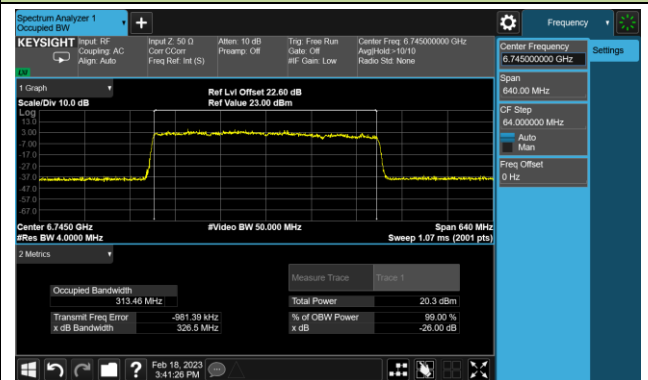 Spectrum Analyzer 1
Occupied BW
Frequency
KEYSIGHT
Input: RF
Coupling: AC
Align: Auto
Input Z: 50 Ω
Corr CCorr
Freq Ref: Int (S)
Atten: 10 dB
Preamp: Off
Trig: Free Run
Gate: Off
#IF Gain: Low
Center Freq: 6.745000000 GHz
Avg|Hold:>10/10
Radio Std: None
Center Frequency
6.745000000 GHz
Settings
Span
640.00 MHz
CF Step
64.000000 MHz
Auto
Man
Freq Offset
0 Hz
1 Graph
Scale/Div 10.0 dB
Ref Lvl Offset 22.60 dB
Ref Value 23.00 dBm
Log
13.0
3.00
-7.00
-17.0
-27.0
-37.0
-47.0
-57.0
-67.0
Center 6.7450 GHz
#Video BW 50.000 MHz
Span 640 MHz
#Res BW 4.0000 MHz
Sweep 1.07 ms (2001 pts)
2 Metrics
Measure Trace
Trace 1
Occupied Bandwidth
313.46 MHz
Total Power
20.3 dBm
Transmit Freq Error
-981.39 kHz
% of OBW Power
99.00 %
x dB Bandwidth
326.5 MHz
x dB
-26.00 dB
?
Feb 18, 2023
3:41:26 PM